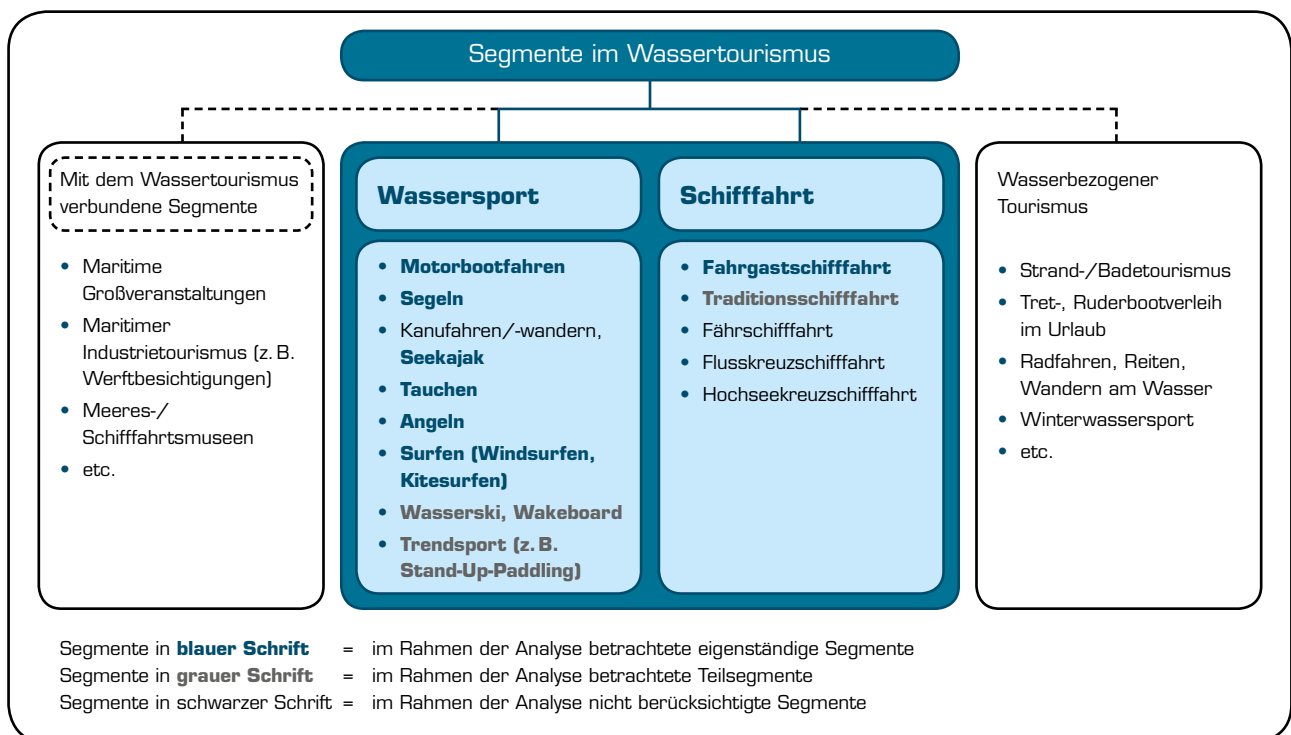 Segmente im Wassertourismus
Mit dem Wassertourismus
verbundene Segmente
• Maritime
Großveranstaltungen
• Maritimer
Industrietourismus (z. B.
Werftbesichtigungen)
• Meeres-/
Schifffahrtsmuseen
• etc.
Wassersport
• Motorbootfahren
• Segeln
• Kanufahren/-wandern,
Seekajak
• Tauchen
• Angeln
• Surfen (Windsurfen,
Kitesurfen)
• Wasserski, Wakeboard
• Trendsport (z. B.
Stand-Up-Paddling)
Schifffahrt
• Fahrgastschifffahrt
• Traditionsschifffahrt
• Fährschifffahrt
• Flusskreuzschifffahrt
• Hochseekreuzschifffahrt
Wasserbezogener
Tourismus
• Strand-/Badetourismus
• Tret-, Ruderbootverleih
im Urlaub
• Radfahren, Reiten,
Wandern am Wasser
• Winterwassersport
• etc.
Segmente in blauer Schrift = im Rahmen der Analyse betrachtete eigenständige Segmente
Segmente in grauer Schrift = im Rahmen der Analyse betrachtete Teilsegmente
Segmente in schwarzer Schrift = im Rahmen der Analyse nicht berücksichtigte Segmente